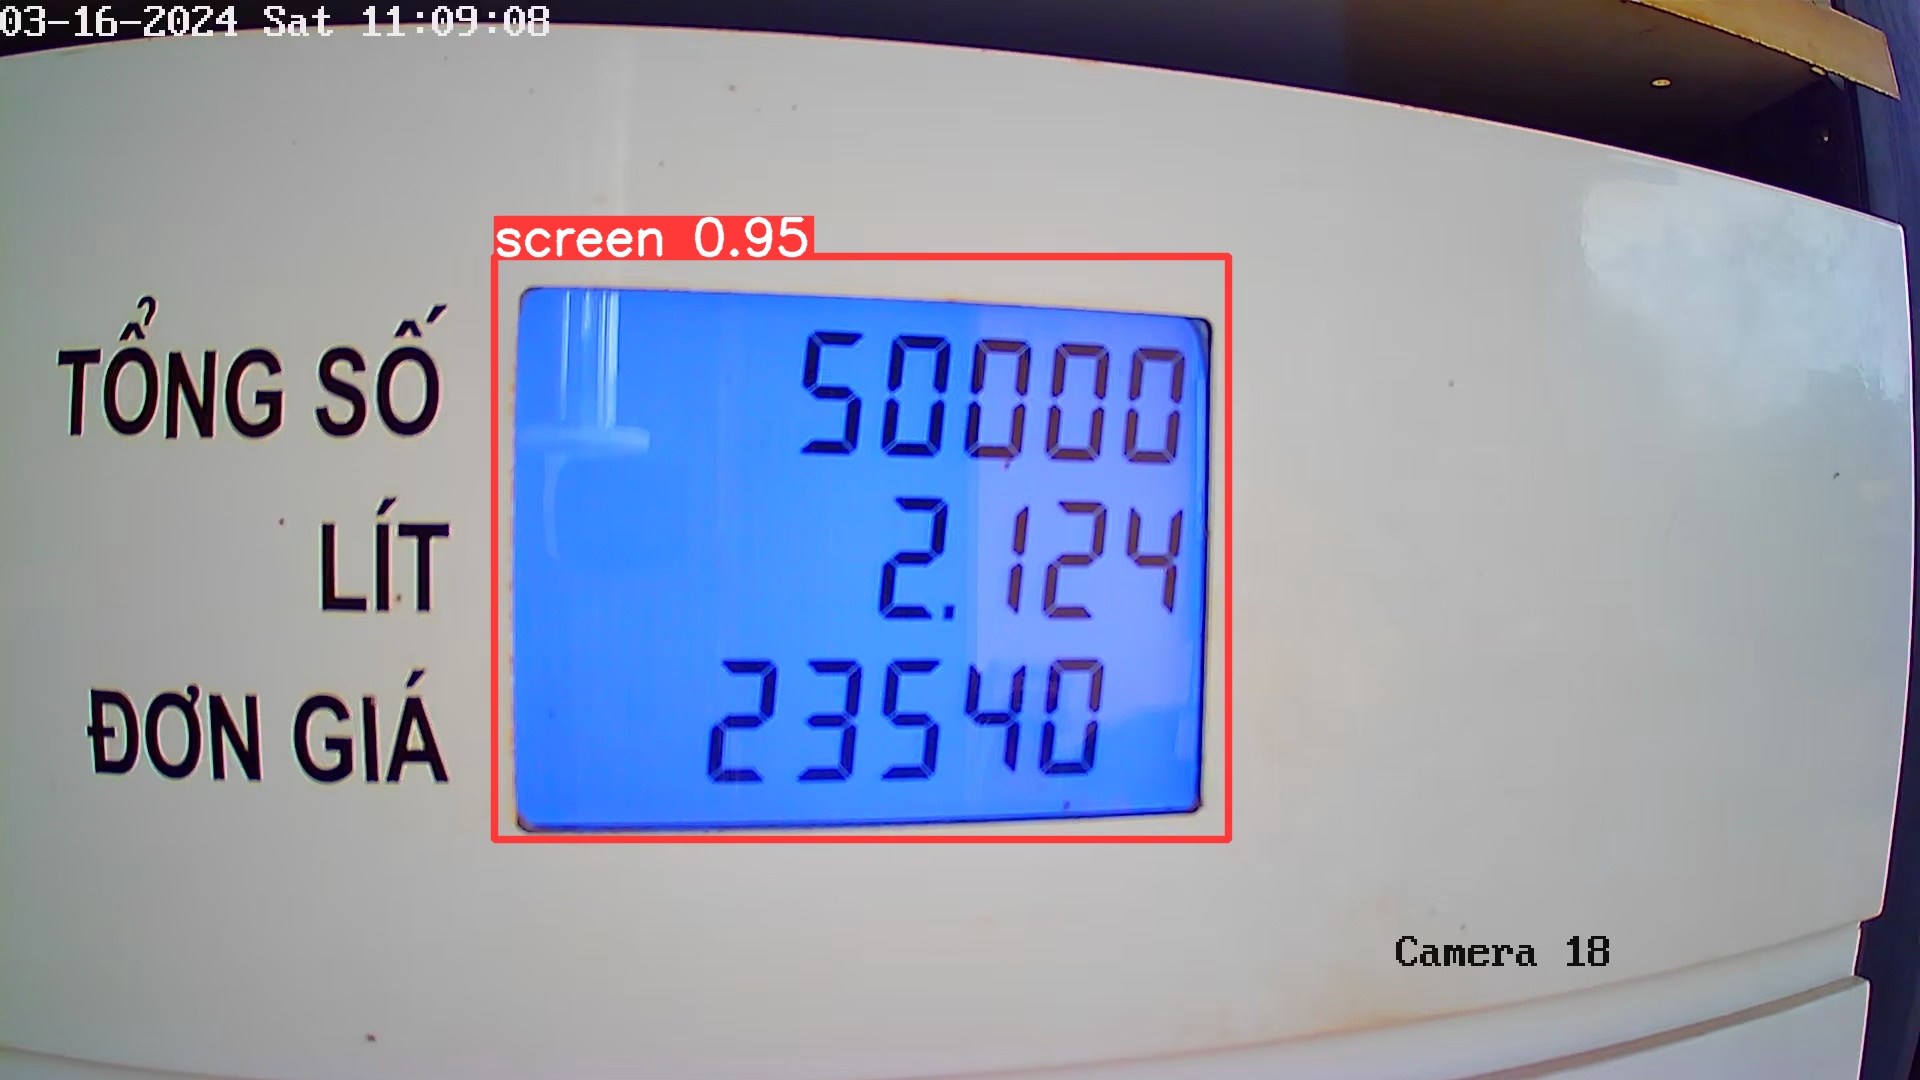 03-16-2024 Sat 11:09:08
screen 0.95
TỔNG SỐ 50000
LÍT 2.124
ĐƠN GIÁ 23540
Camera 18